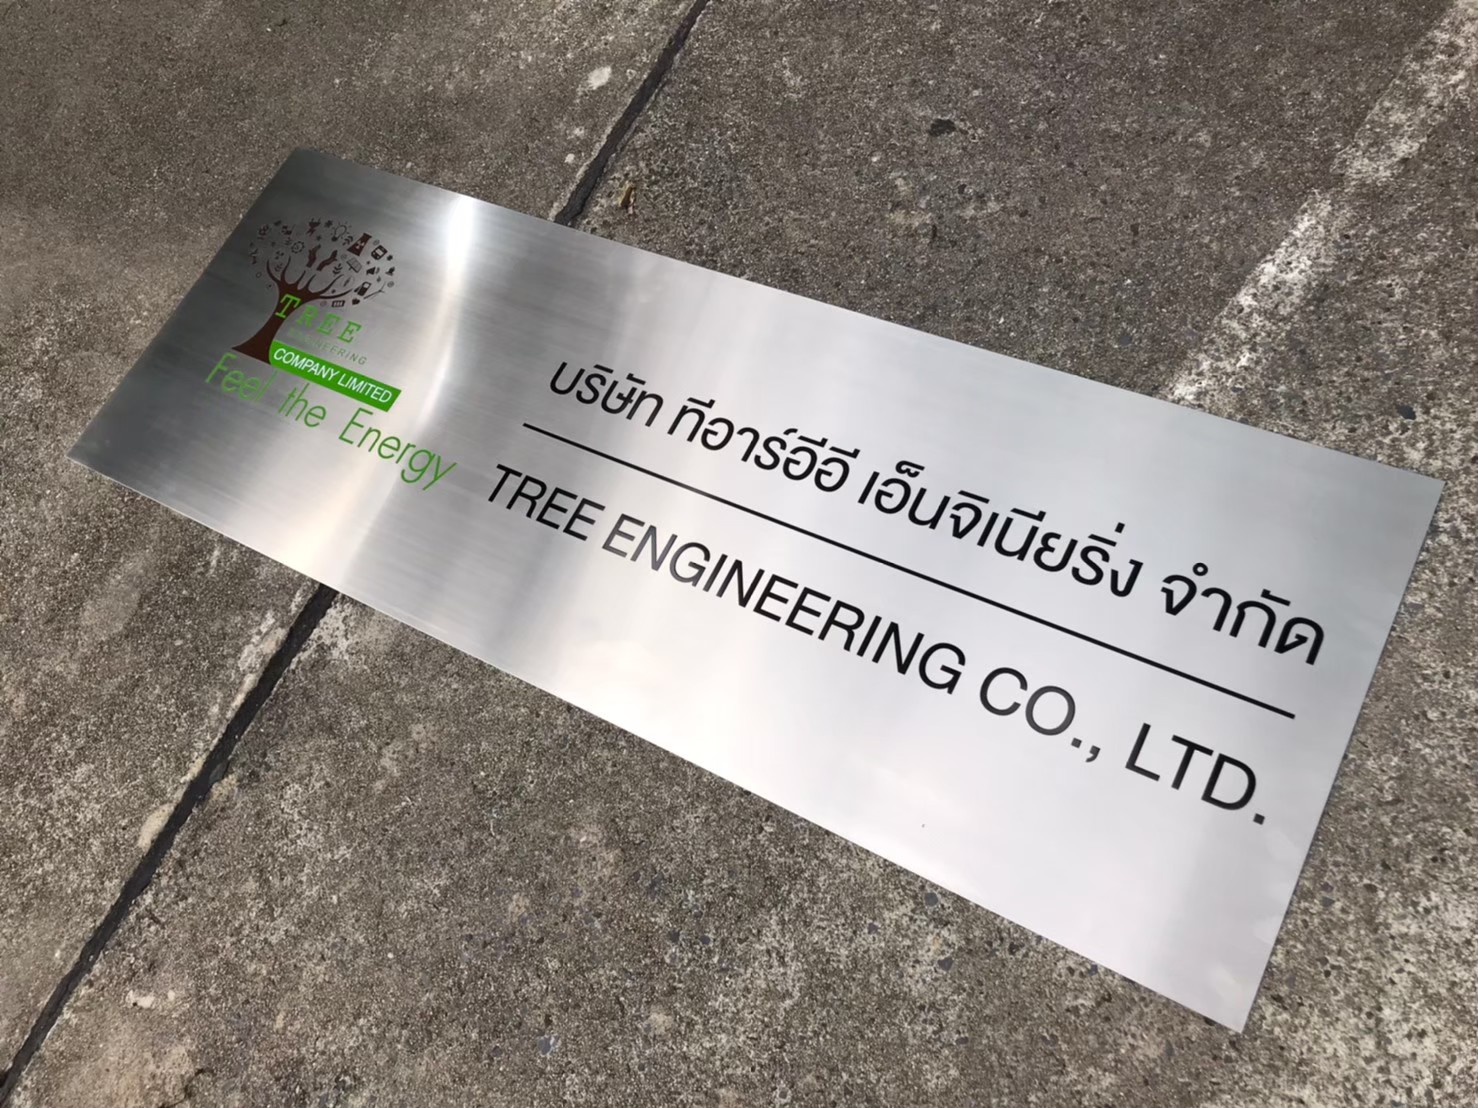 TREE
ENGINEERING
COMPANY LIMITED
Feel the Energy
บริษัท ทีอาร์อีอี เอ็นจิเนียริ่ง จำกัด
TREE ENGINEERING CO., LTD.